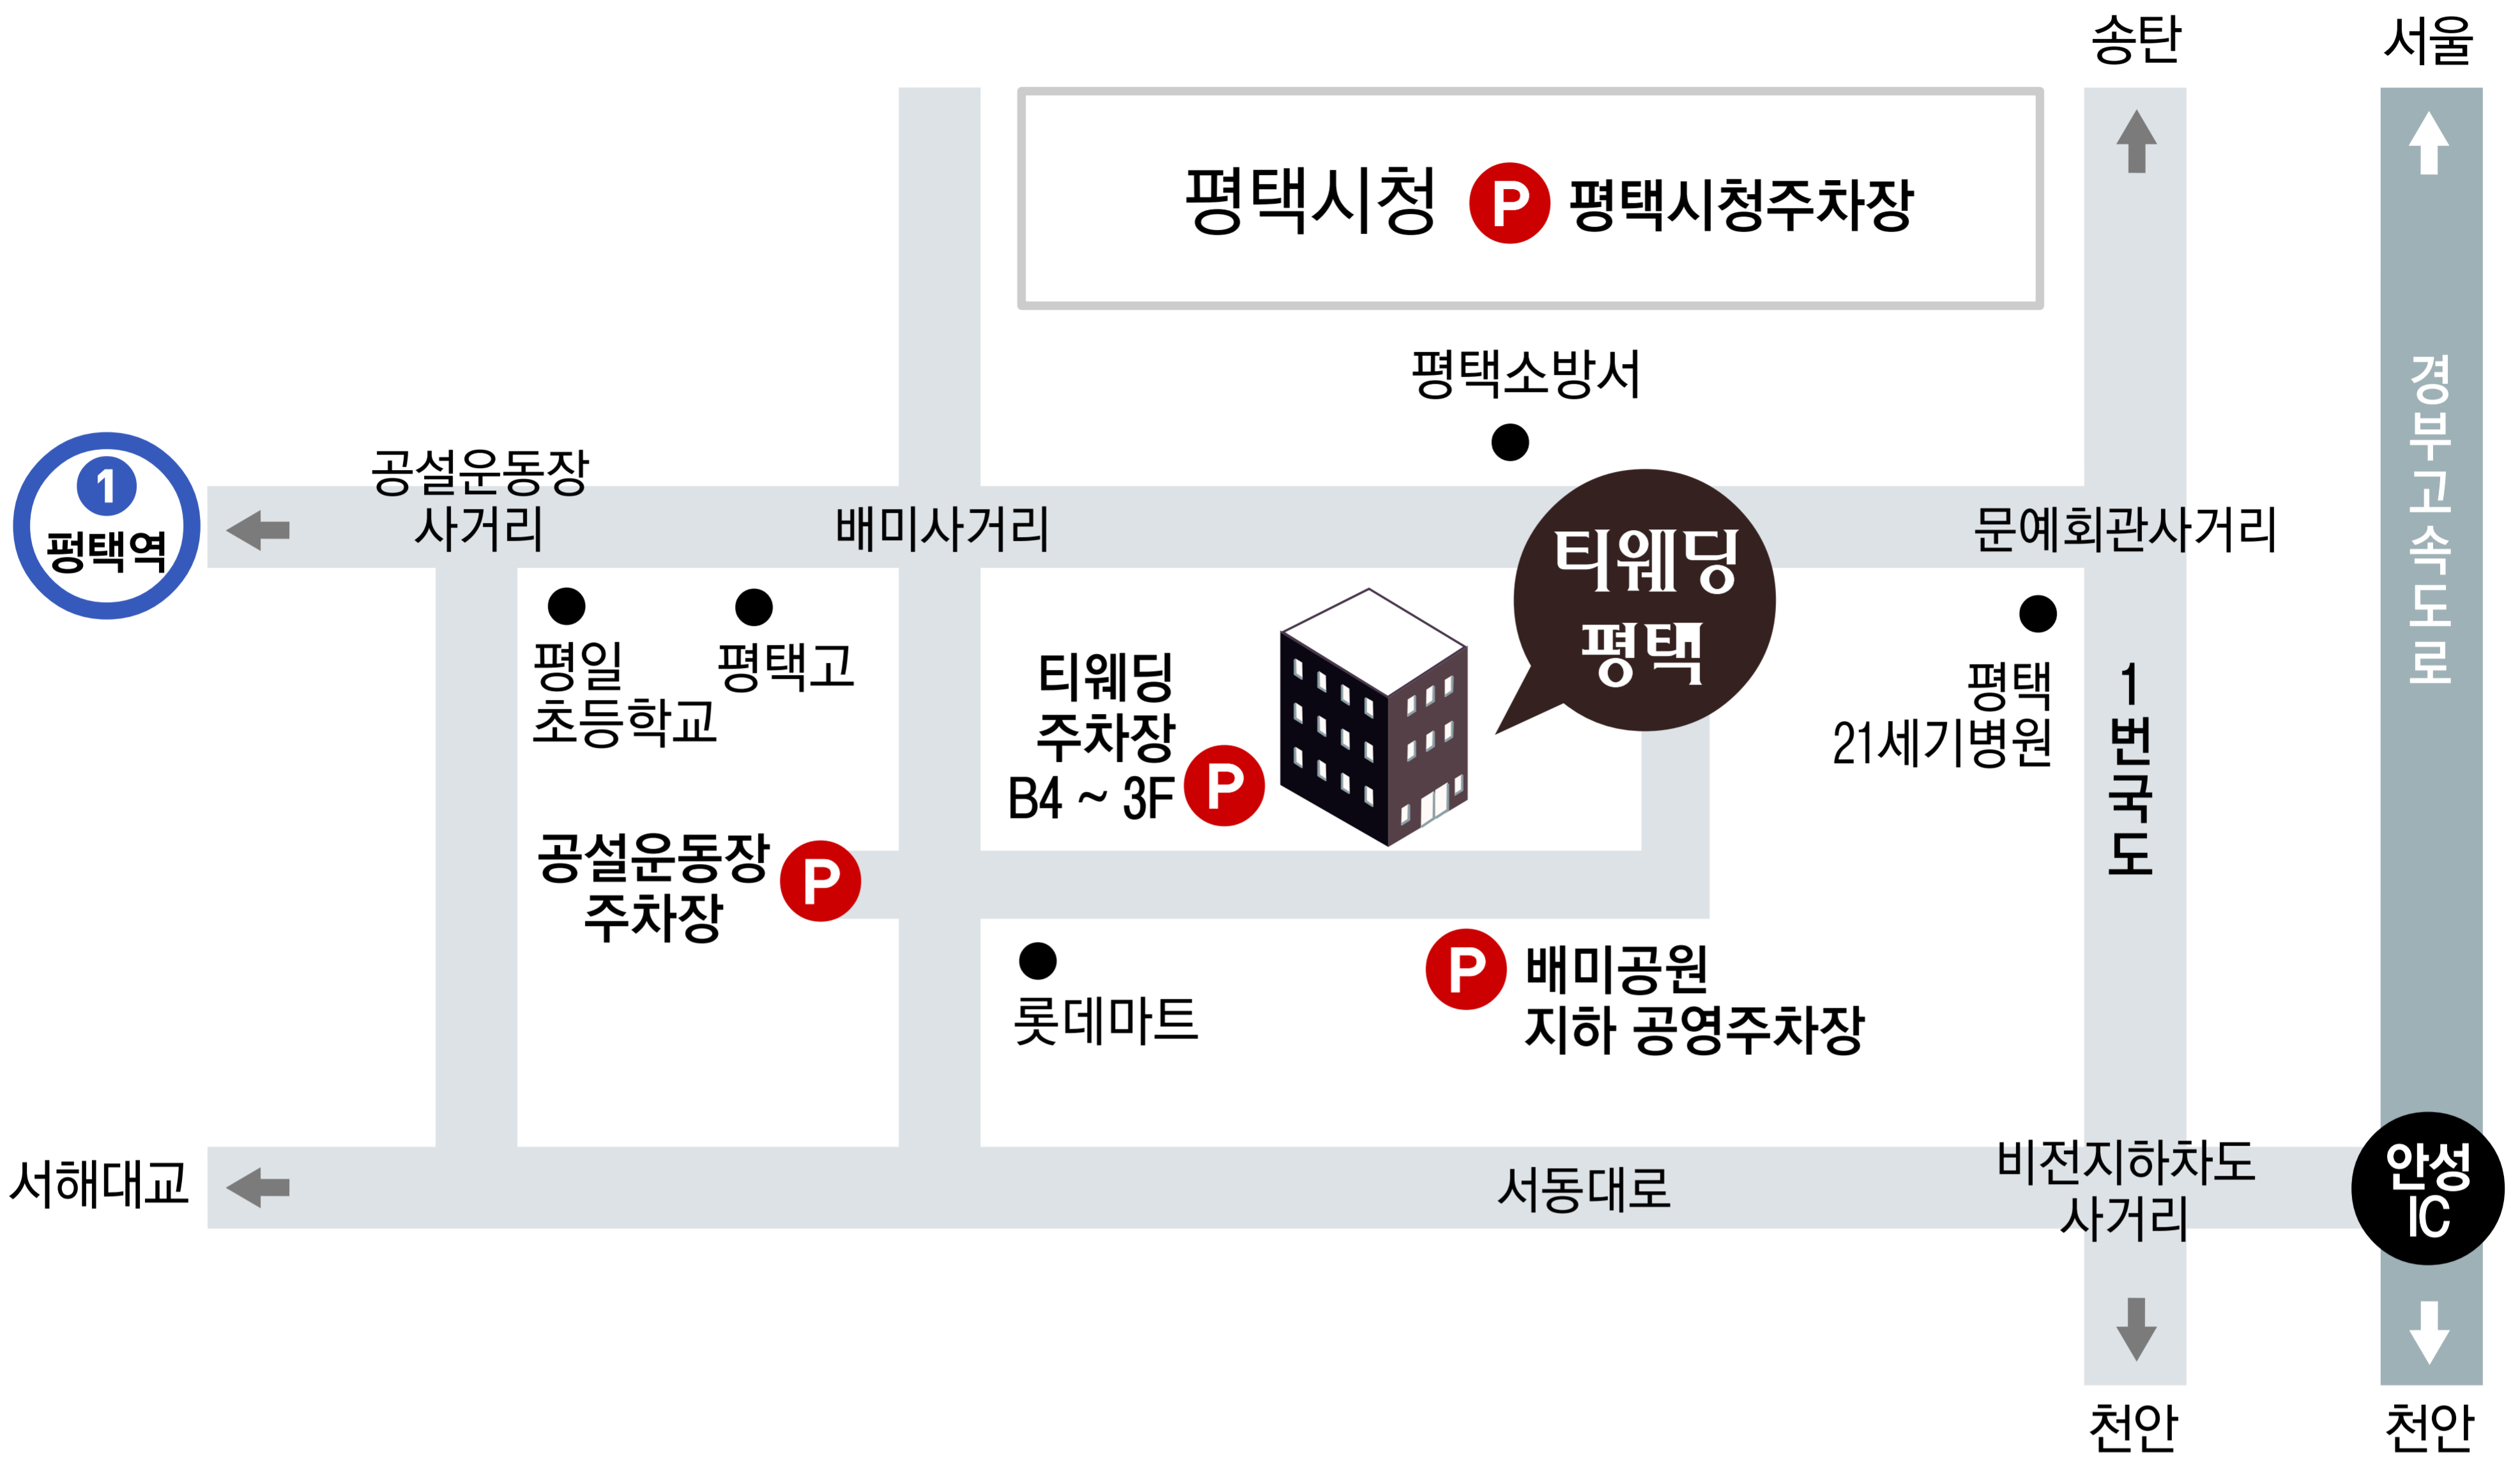 송탄
서울
평택시청
P
평택시청주차장
평택소방서
경부고속도로
1
평택역
공설운동장
사거리
배미사거리
문예회관사거리
티웨딩
평택
평일
초등학교
평택고
티웨딩
주차장
B4 ~ 3F
P
평택
21세기병원
1번국도
공설운동장
주차장
P
롯데마트
P
배미공원
지하 공영주차장
서해대교
서동대로
비전지하차도
사거리
안성
IC
천안
천안